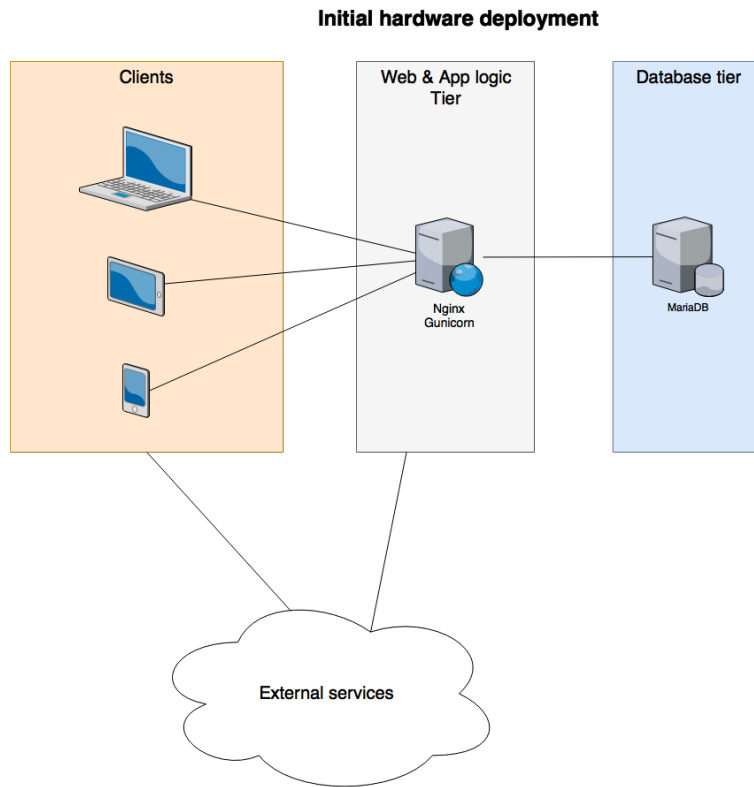 Initial hardware deployment
Clients
Web & App logic
Tier
Database tier
Nginx
Gunicorn
MariaDB
External services